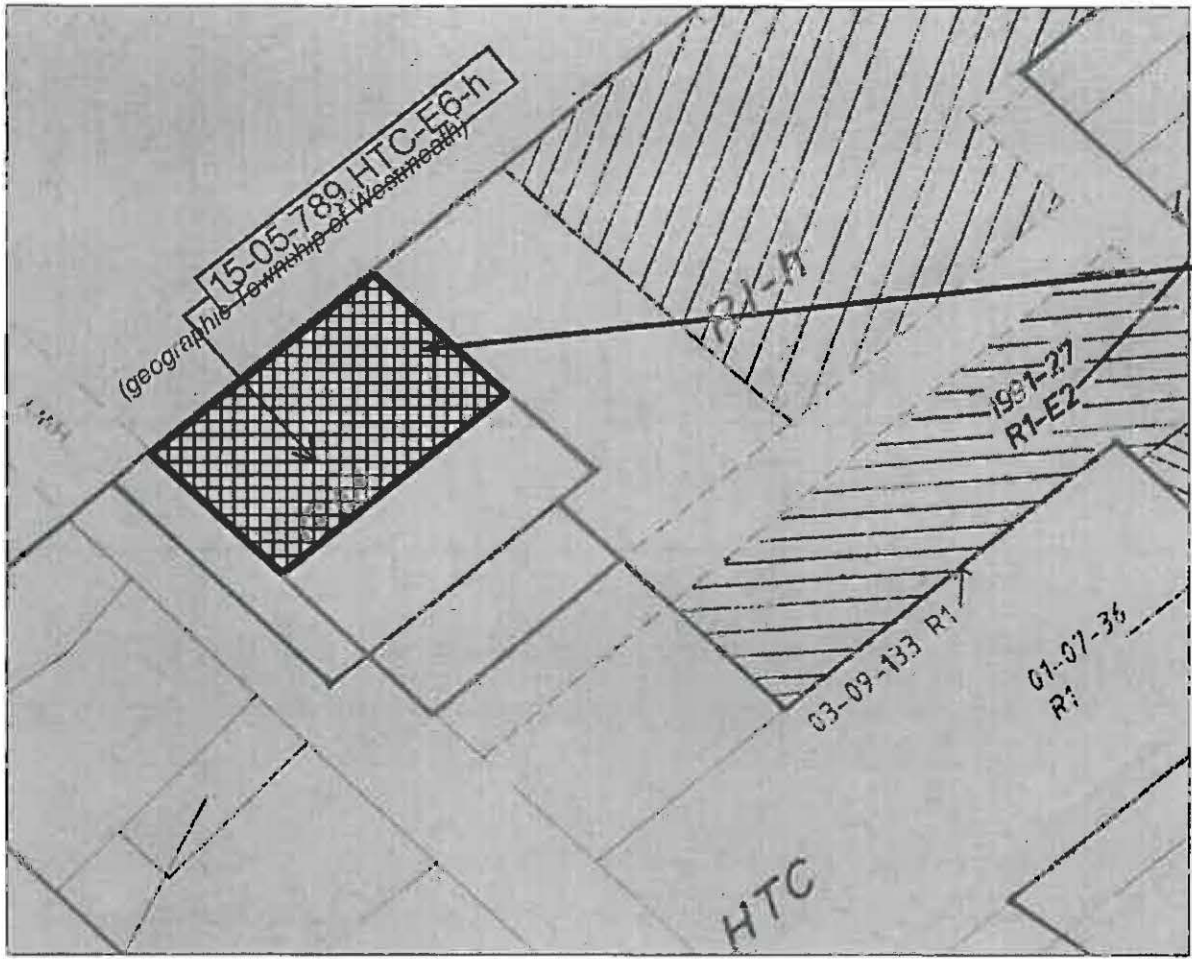 15-05-789 HTC-E6-h
(geographic Township of Westmeath)
R1-h
1981-27
R1-E2
03-09-133 R1
01-07-36
R1
HTC